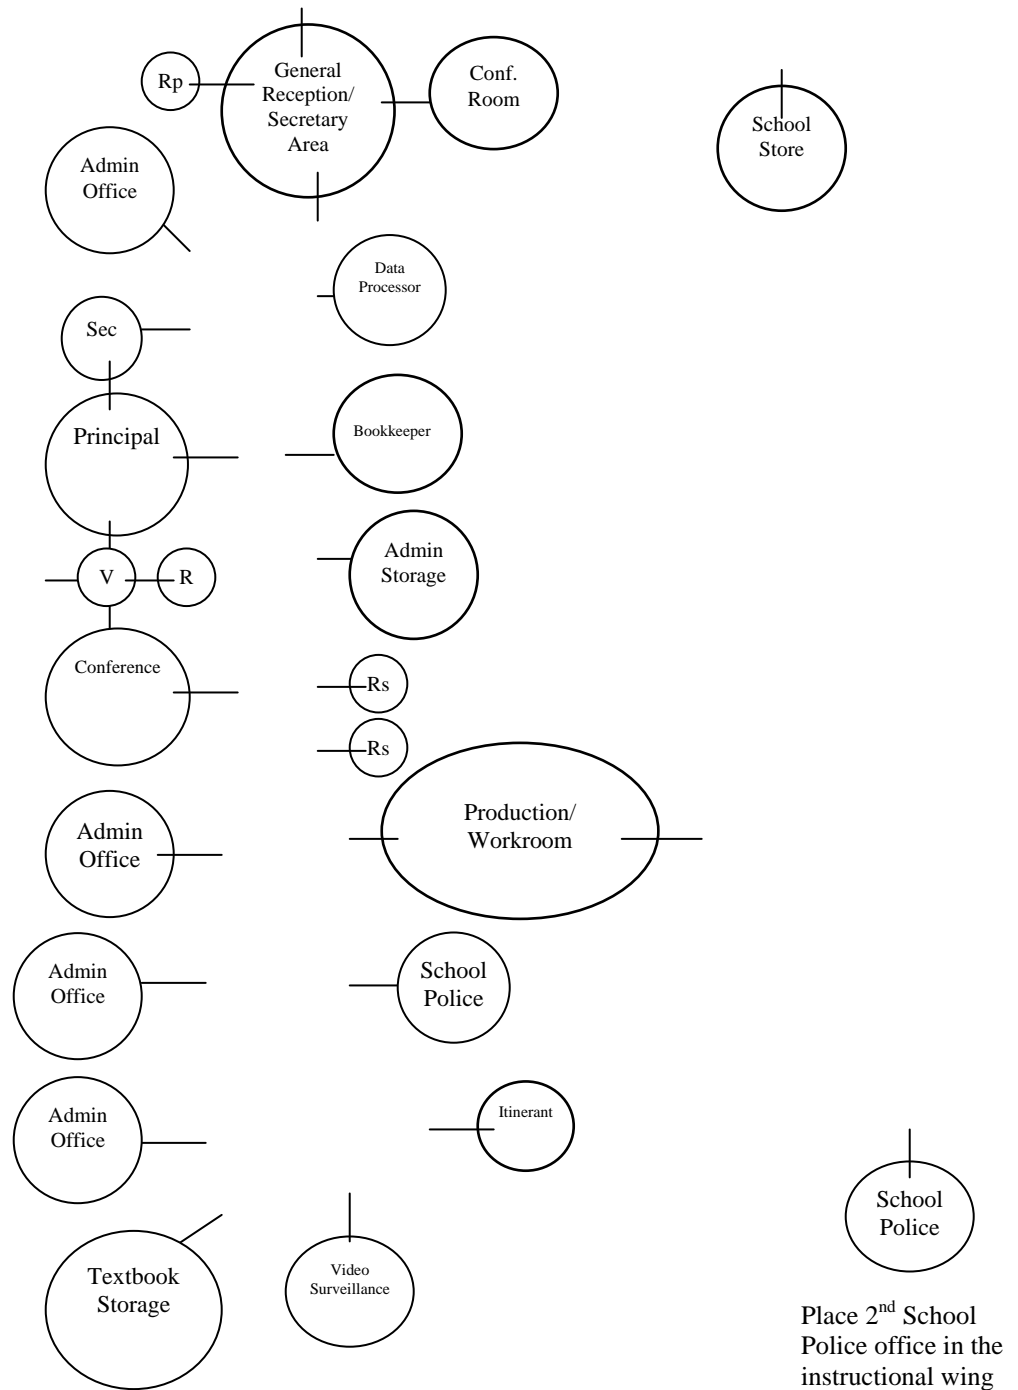 Rp
General
Reception/
Secretary
Area
Conf.
Room
School
Store
Admin
Office
Data
Processor
Sec
Principal
Bookkeeper
Admin
Storage
V
R
Conference
Rs
Rs
Production/
Workroom
Admin
Office
Admin
Office
School
Police
Admin
Office
Itinerant
School
Police
Textbook
Storage
Video
Surveillance
Place 2nd School
Police office in the
instructional wing